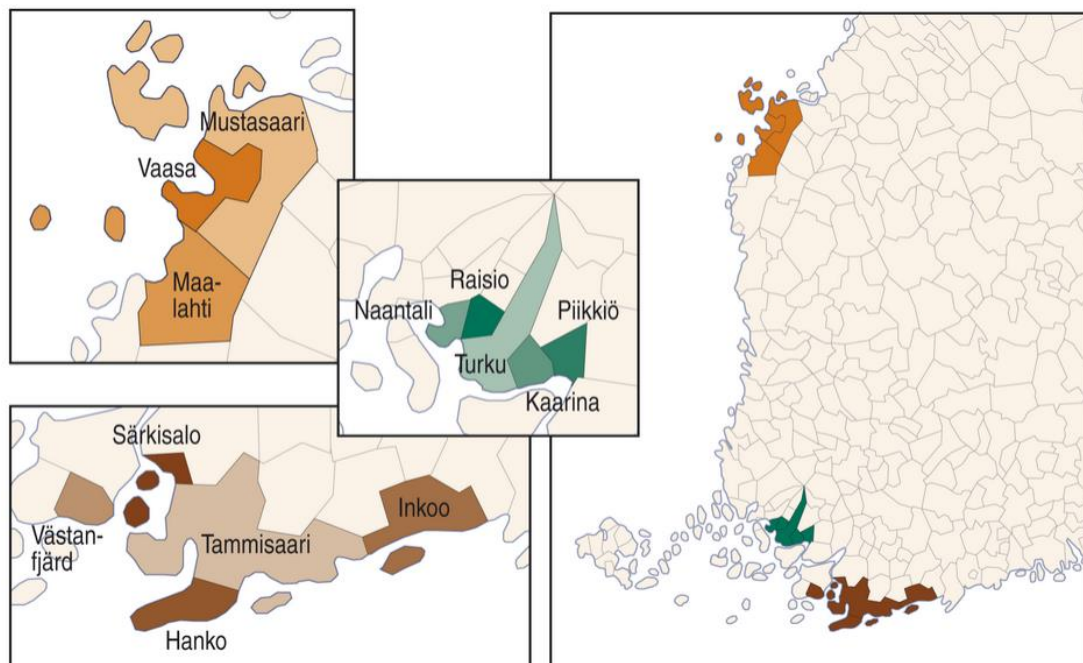 Mustasaari
Vaasa
Maa-
lahti
Raisio
Naantali
Piikkiö
Turku
Kaarina
Särkisalo
Inkoo
Västan-
fjärd
Tammisaari
Hanko